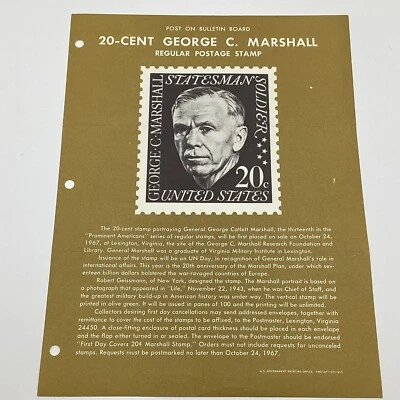 POST ON BULLETIN BOARD
20-CENT GEORGE C. MARSHALL
REGULAR POSTAGE STAMP
GEORGE·C·MARSHALL
STATESMAN
SOLDIER
20c
UNITED STATES
The 20-cent stamp portraying General George Catlett Marshall, the thirteenth in the
"Prominent Americans" series of regular stamps, will be first placed on sale on October 24,
1967, at Lexington, Virginia, the site of the George C. Marshall Research Foundation and
Library. General Marshall was a graduate of Virginia Military Institute in Lexington.
Issuance of the stamp will be on UN Day, in recognition of General Marshall's role in
international affairs. This year is the 20th anniversary of the Marshall Plan, under which sev-
enteen billion dollars bolstered the war-ravaged countries of Europe.
Robert Geissmann, of New York, designed the stamp. The Marshall portrait is based on
a photograph that appeared in "Life," November 22, 1943, when he was Chief of Staff, and
the greatest military build-up in American history was under way. The vertical stamp will be
printed in olive green. It will be issued in panes of 100 and the printing will be unlimited.
Collectors desiring first day cancellations may send addressed envelopes, together with
remittance to cover the cost of the stamps to be affixed, to the Postmaster, Lexington, Virginia
24450. A close-fitting enclosure of postal card thickness should be placed in each envelope
and the flap either turned in or sealed. The envelope to the Postmaster should be endorsed
"First Day Covers 20¢ Marshall Stamp." Orders must not include requests for uncanceled
stamps. Requests must be postmarked no later than October 24, 1967.
U.S. GOVERNMENT PRINTING OFFICE